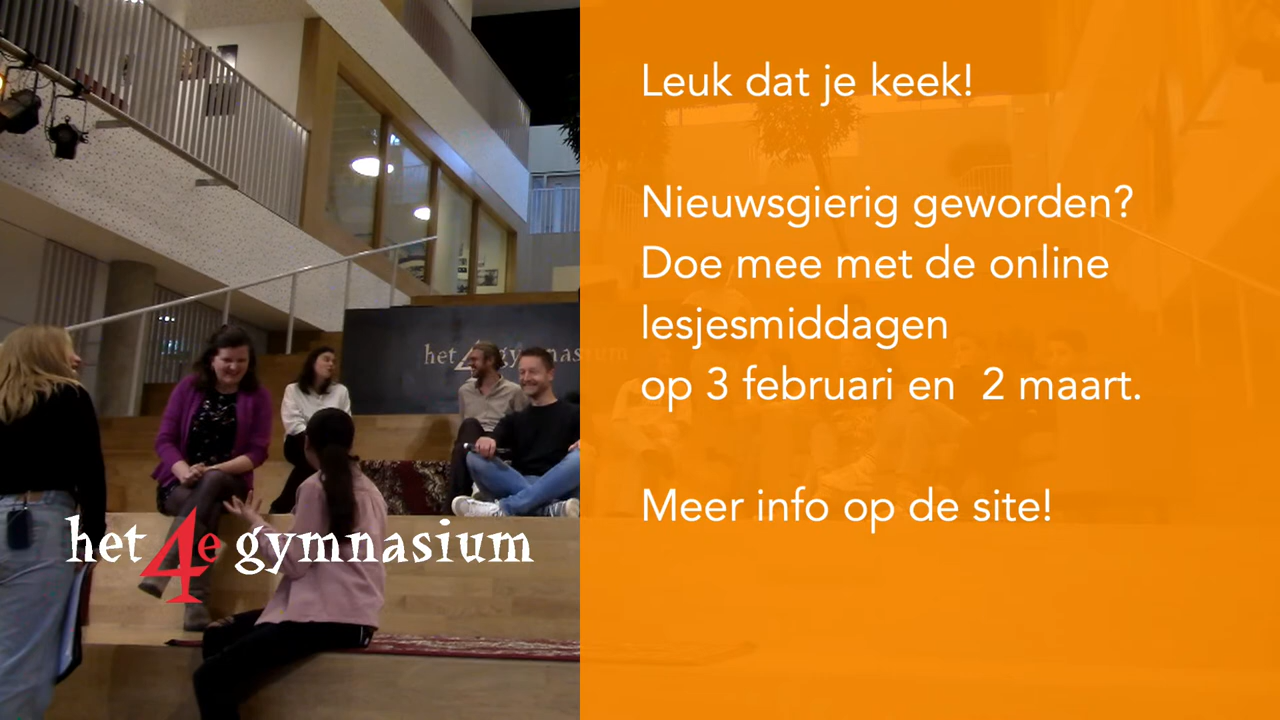 Leuk dat je keek!
Nieuwsgierig geworden?
Doe mee met de online
lesjesmiddagen
op 3 februari en 2 maart.
Meer info op de site!
het 4e gymnasium
het 4e gymnasium